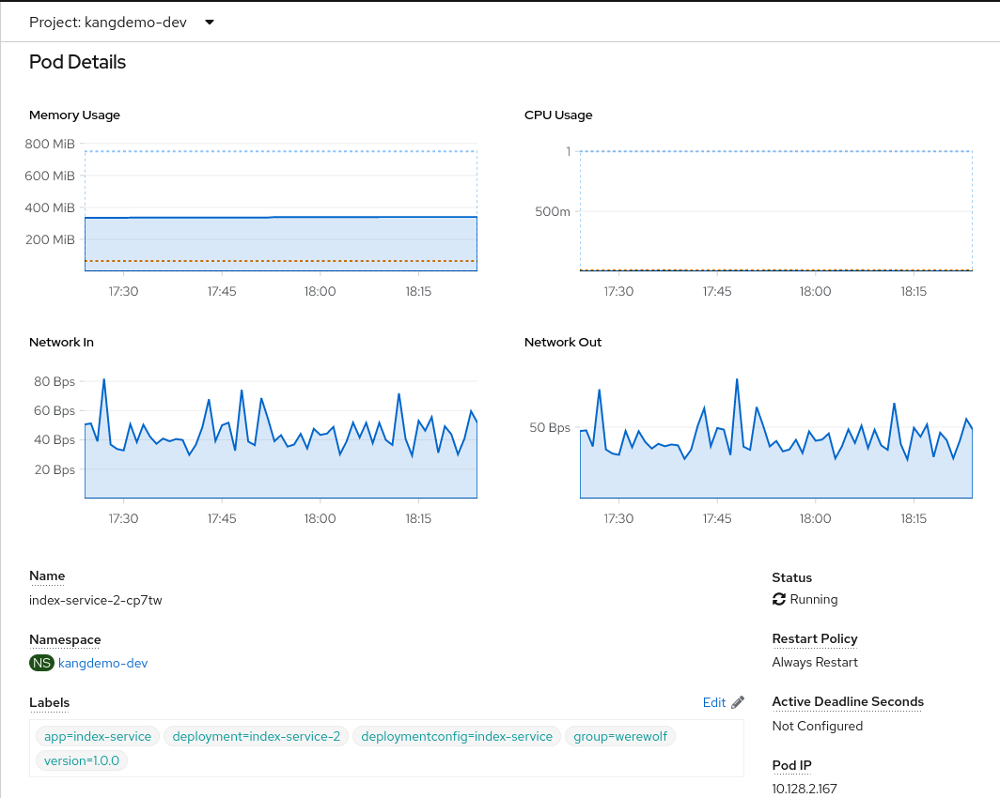 Project: kangdemo-dev
Pod Details
Memory Usage
800 MiB
600 MiB
400 MiB
200 MiB
17:30 17:45 18:00 18:15
CPU Usage
1
500m
17:30 17:45 18:00 18:15
Network In
80 Bps
60 Bps
40 Bps
20 Bps
17:30 17:45 18:00 18:15
Network Out
50 Bps
17:30 17:45 18:00 18:15
Name
index-service-2-cp7tw
Namespace
NS kangdemo-dev
Labels
Edit
app=index-service deployment=index-service-2 deploymentconfig=index-service group=werewolf
version=1.0.0
Status
Running
Restart Policy
Always Restart
Active Deadline Seconds
Not Configured
Pod IP
10.128.2.167